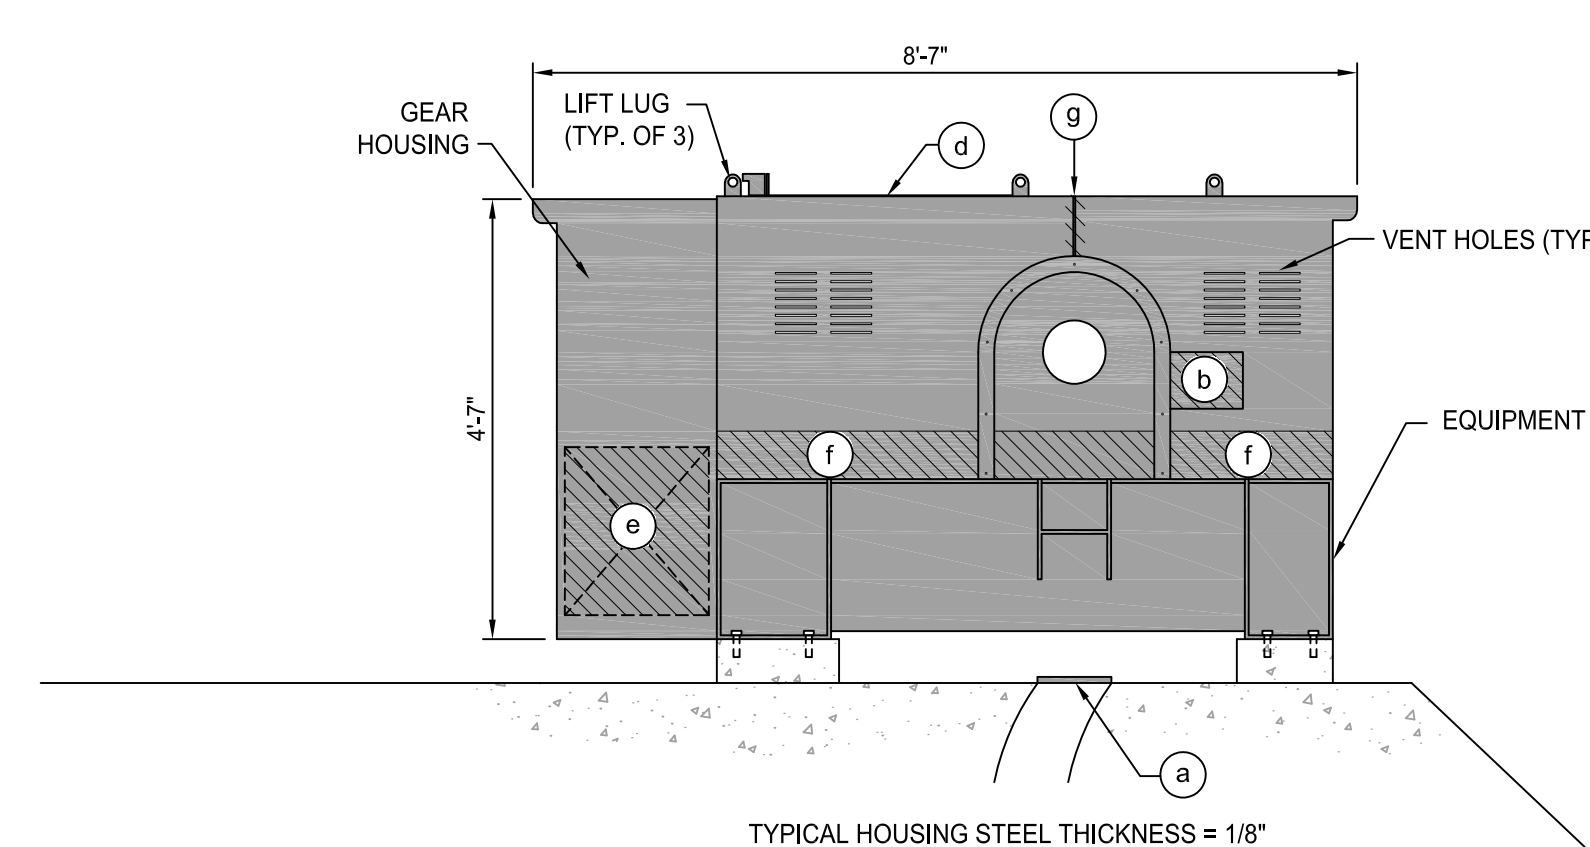 8'-7"
GEAR
HOUSING
LIFT LUG
(TYP. OF 3)
g
d
VENT HOLES (TYP
4'-7"
b
EQUIPMENT
f
f
e
a
TYPICAL HOUSING STEEL THICKNESS = 1/8"